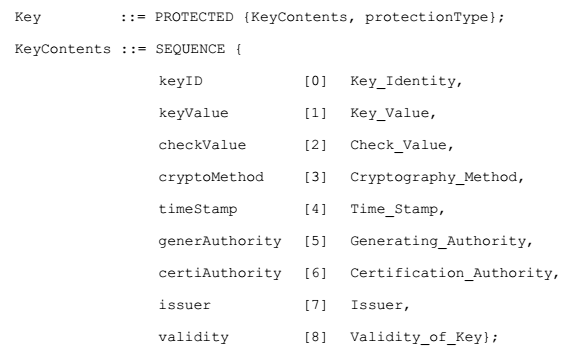 Key ::= PROTECTED {KeyContents, protectionType};
KeyContents ::= SEQUENCE {
keyID [0] Key_Identity,
keyValue [1] Key_Value,
checkValue [2] Check_Value,
cryptoMethod [3] Cryptography_Method,
timeStamp [4] Time_Stamp,
generAuthority [5] Generating_Authority,
certiAuthority [6] Certification_Authority,
issuer [7] Issuer,
validity [8] Validity_of_Key};